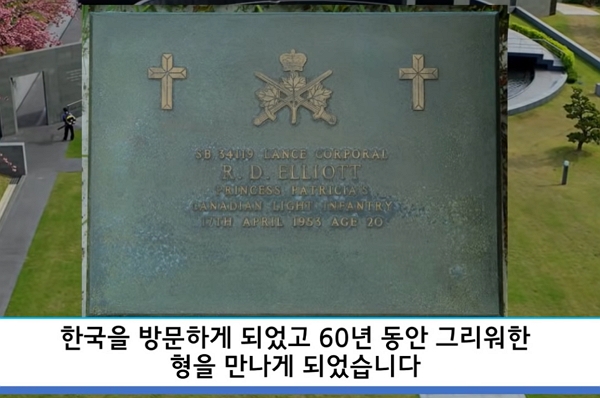 SB 34119 LANCE CORPORAL
R. D. ELLIOTT
PRINCESS PATRICIA'S
CANADIAN LIGHT INFANTRY
APRIL 1953 AGE 20
한국을 방문하게 되었고 60년 동안 그리워한
형을 만나게 되었습니다